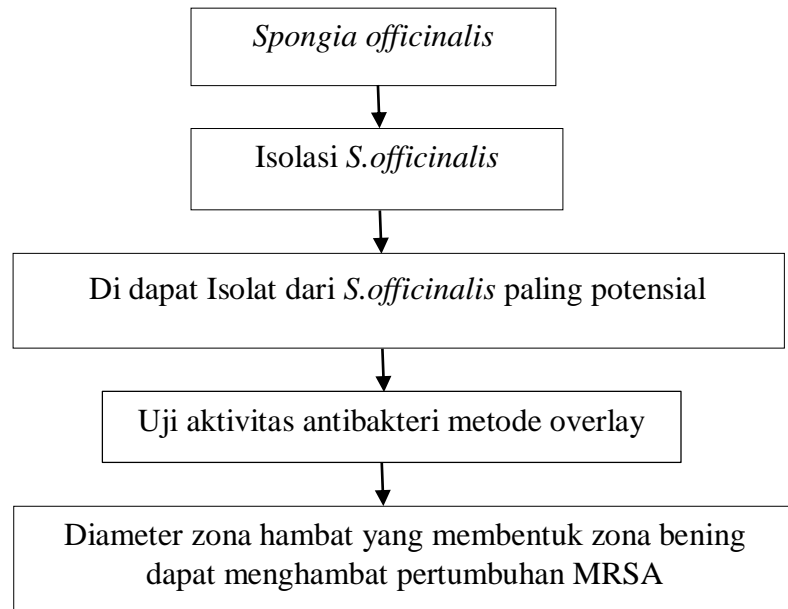 Spongia officinalis
Isolasi S.officinalis
Di dapat Isolat dari S.officinalis paling potensial
Uji aktivitas antibakteri metode overlay
Diameter zona hambat yang membentuk zona bening
dapat menghambat pertumbuhan MRSA